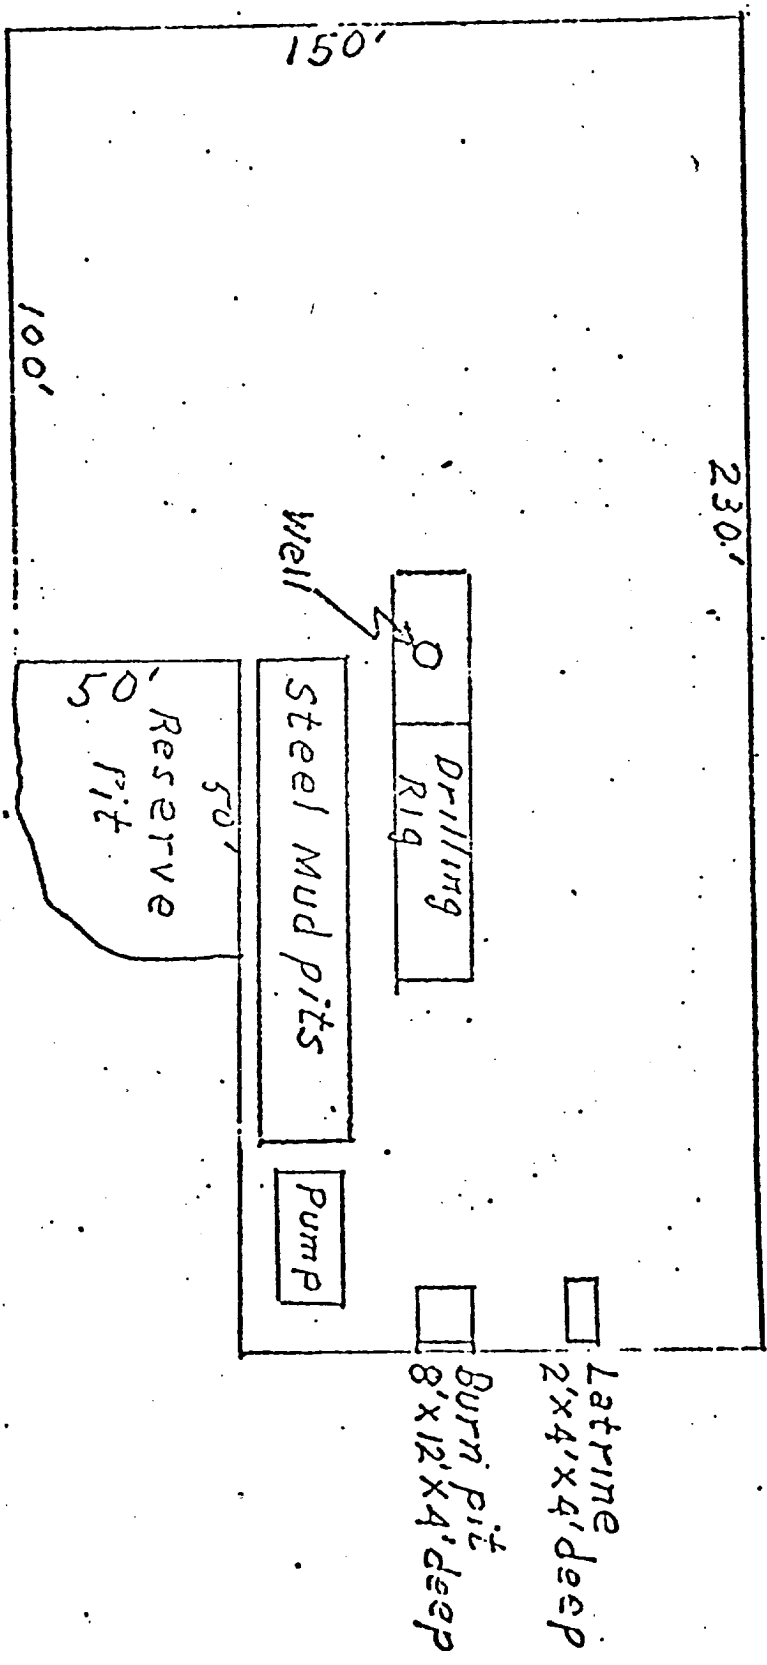 150'
230'
100'
Well
Drilling
Rig
Steel Mud pits
50'
50'
Reserve
Pit
Pump
Latrine
2'x4'x4'deep
Burn pit
8'x12'x4'deep